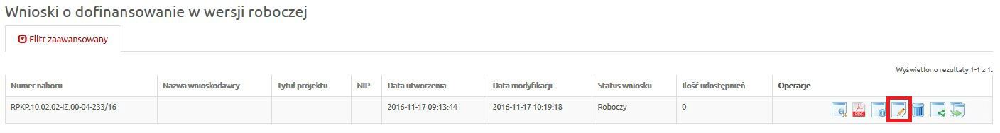 Wnioski o dofinansowanie w wersji roboczej
Filtr zaawansowany
Wyświetlono rezultaty 1-1 z 1.
Numer naboru Nazwa wnioskodawcy Tytuł projektu NIP Data utworzenia Data modyfikacji Status wniosku Ilość udostępnień Operacje
RPKP.10.02.02-IZ.00-04-233/16 2016-11-17 09:13:44 2016-11-17 10:19:18 Roboczy 0 PDF